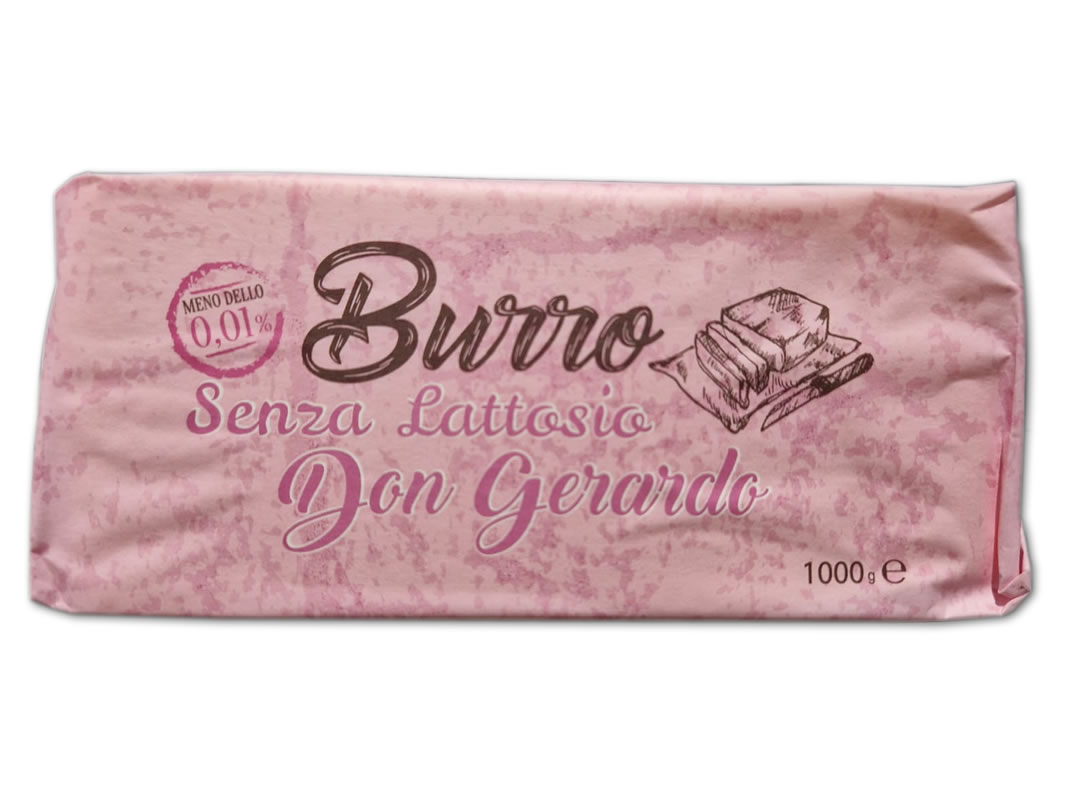 MENO DELLO
0,01%
Burro
Senza Lattosio
Don Gerardo
1000g ℮